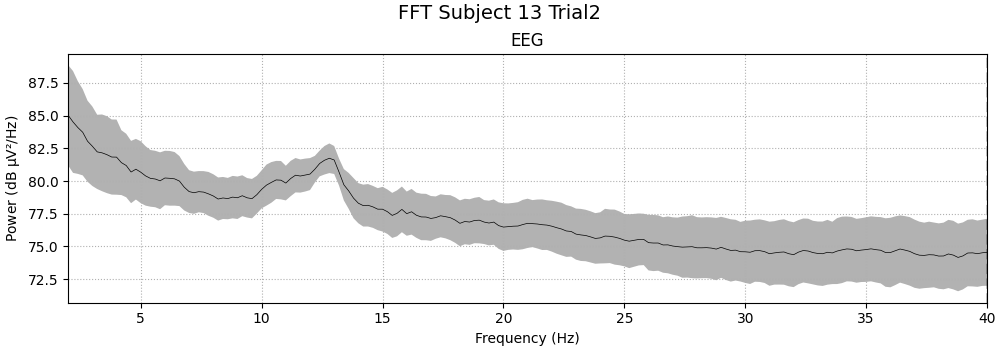 FFT Subject 13 Trial2
EEG
87.5
85.0
82.5
80.0
77.5
75.0
72.5
Power (dB µV²/Hz)
5 10 15 20 25 30 35 40
Frequency (Hz)